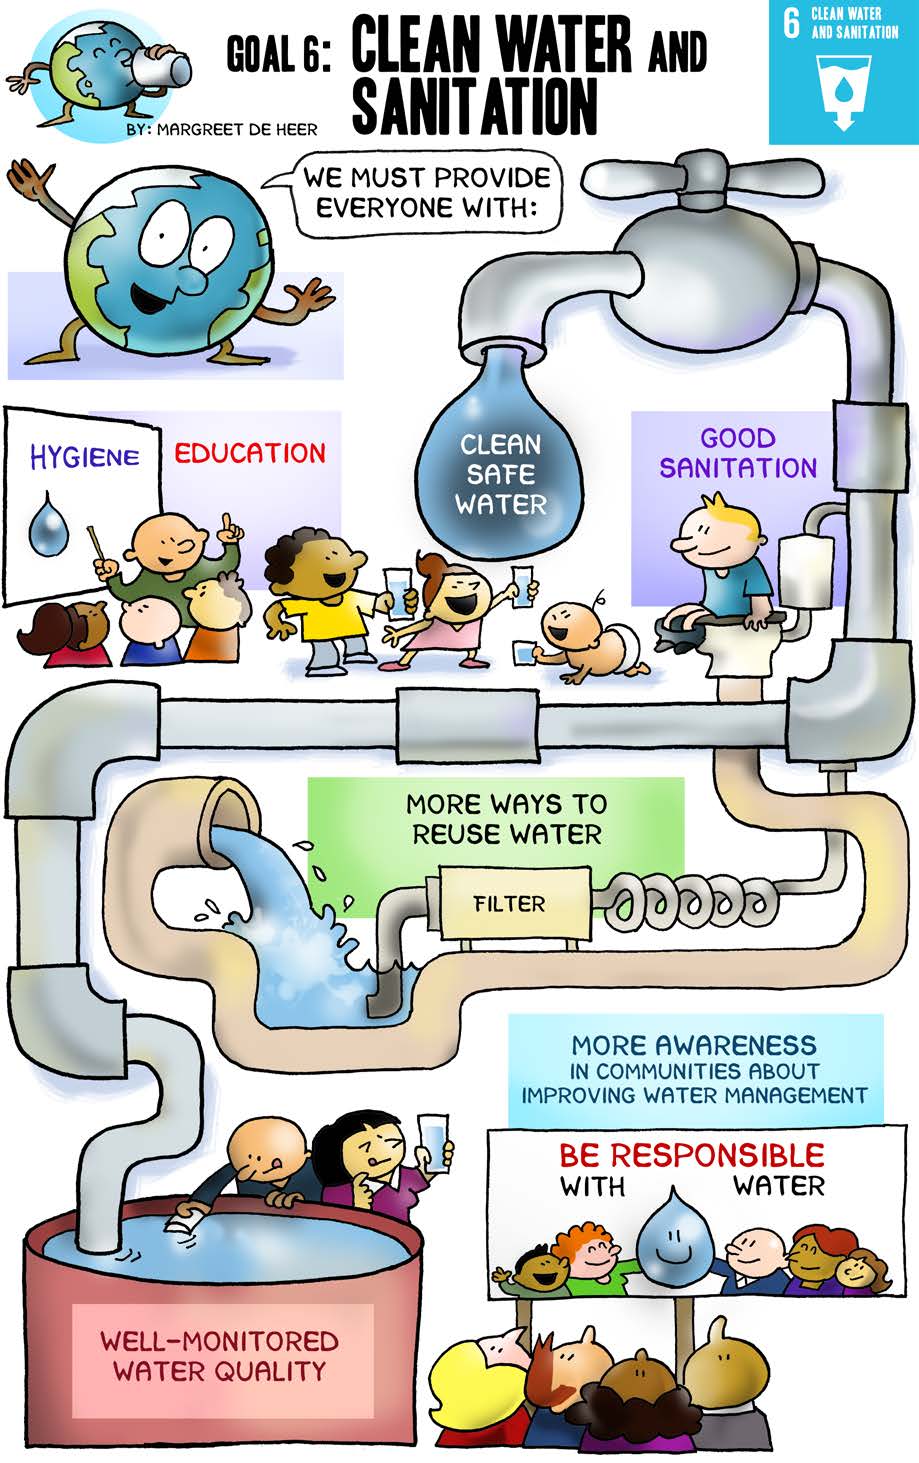 GOAL 6: CLEAN WATER AND
SANITATION
BY: MARGREET DE HEER
6 CLEAN WATER
AND SANITATION
WE MUST PROVIDE
EVERYONE WITH:
HYGIENE EDUCATION
CLEAN
SAFE
WATER
GOOD
SANITATION
MORE WAYS TO
REUSE WATER
FILTER
MORE AWARENESS
IN COMMUNITIES ABOUT
IMPROVING WATER MANAGEMENT
BE RESPONSIBLE
WITH WATER
WELL-MONITORED
WATER QUALITY